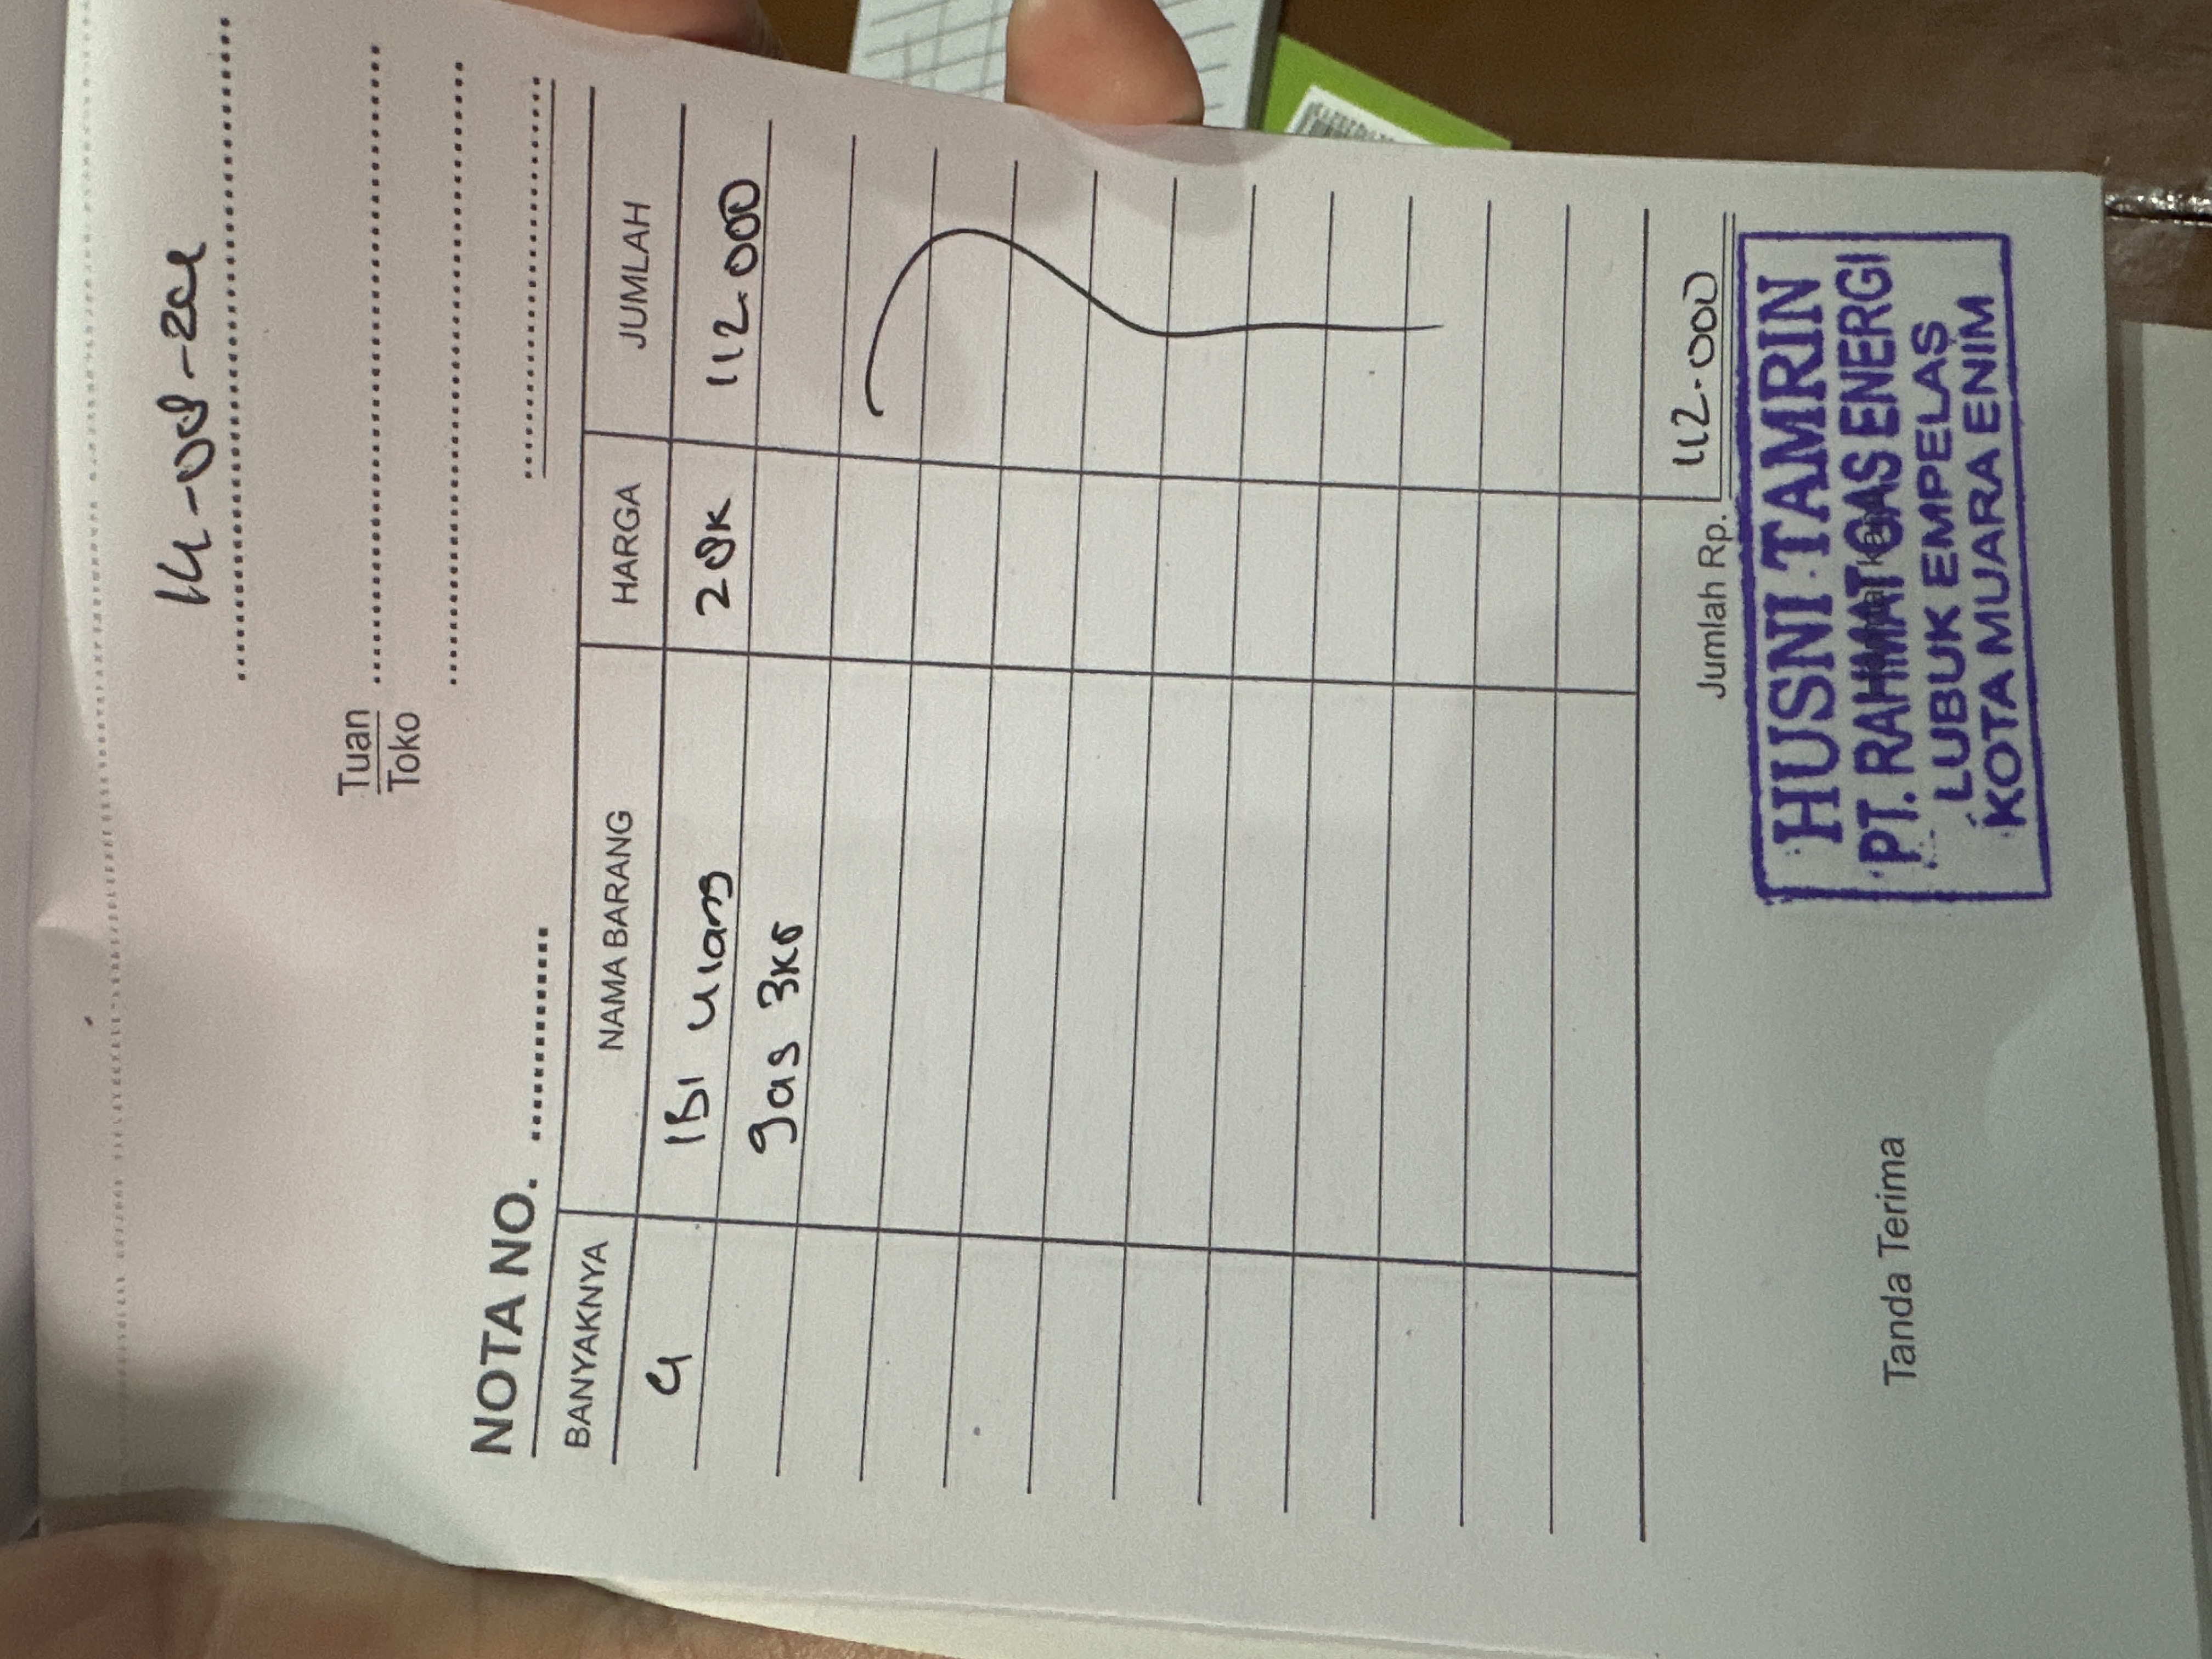 14-08-2024
Tuan
Toko
NOTA NO.
BANYAKNYA NAMA BARANG HARGA JUMLAH
4 ISI Ulang 28K 112.000
gas 3KG
Jumlah Rp. 112.000
Tanda Terima
HUSNI TAMRIN
PT. RAHMAT GAS ENERGI
LUBUK EMPELAS
KOTA MUARA ENIM